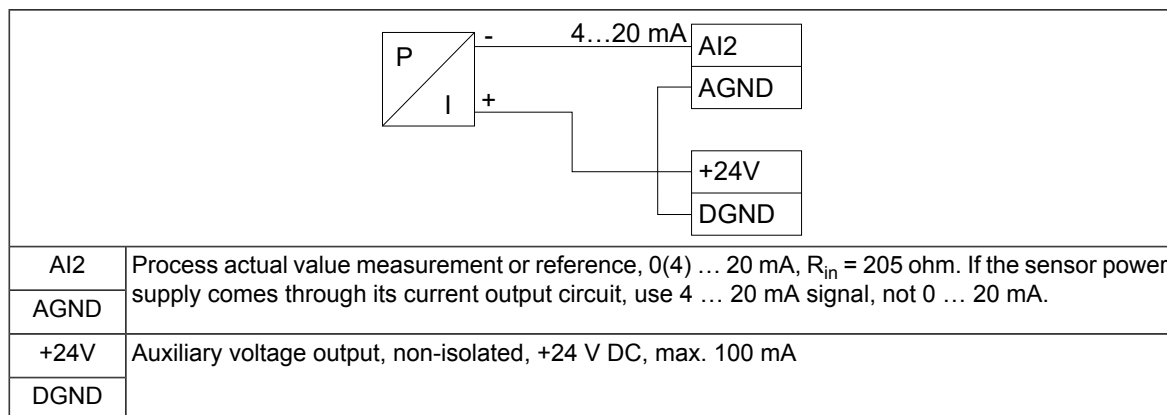 P
I
-
+
4…20 mA
AI2
AGND
+24V
DGND
AI2
AGND
Process actual value measurement or reference, 0(4) … 20 mA, Rin = 205 ohm. If the sensor power
supply comes through its current output circuit, use 4 … 20 mA signal, not 0 … 20 mA.
+24V
DGND
Auxiliary voltage output, non-isolated, +24 V DC, max. 100 mA